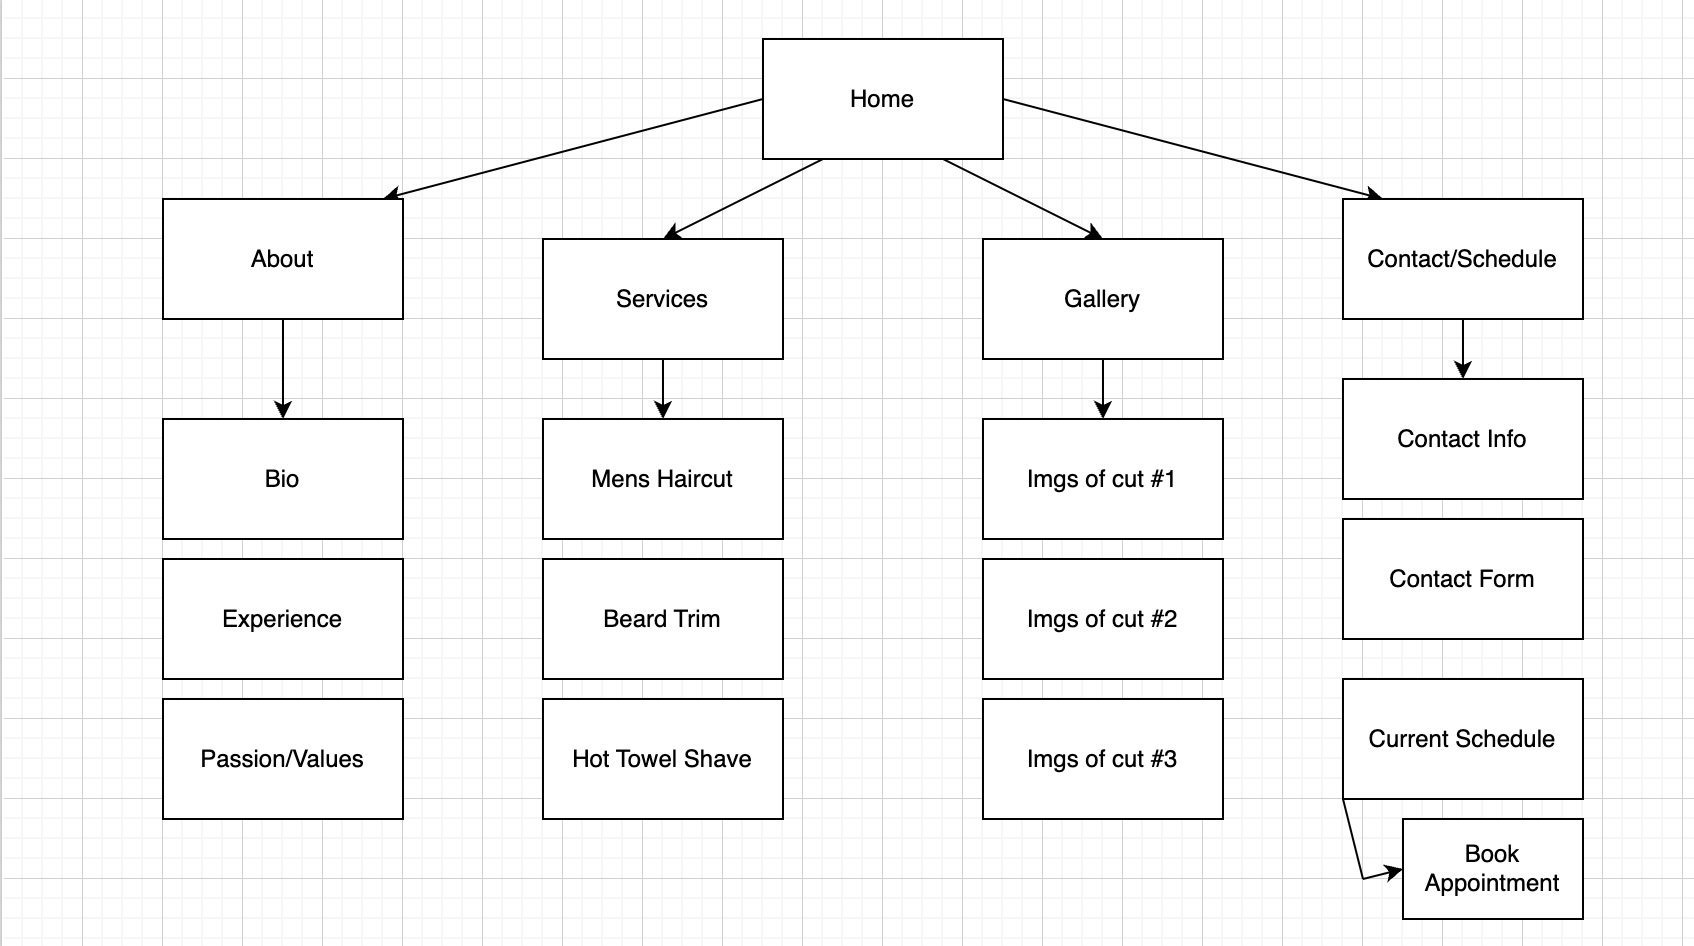 Home
About
Services
Gallery
Contact/Schedule
Bio
Mens Haircut
Imgs of cut #1
Contact Info
Experience
Beard Trim
Imgs of cut #2
Contact Form
Passion/Values
Hot Towel Shave
Imgs of cut #3
Current Schedule
Book
Appointment